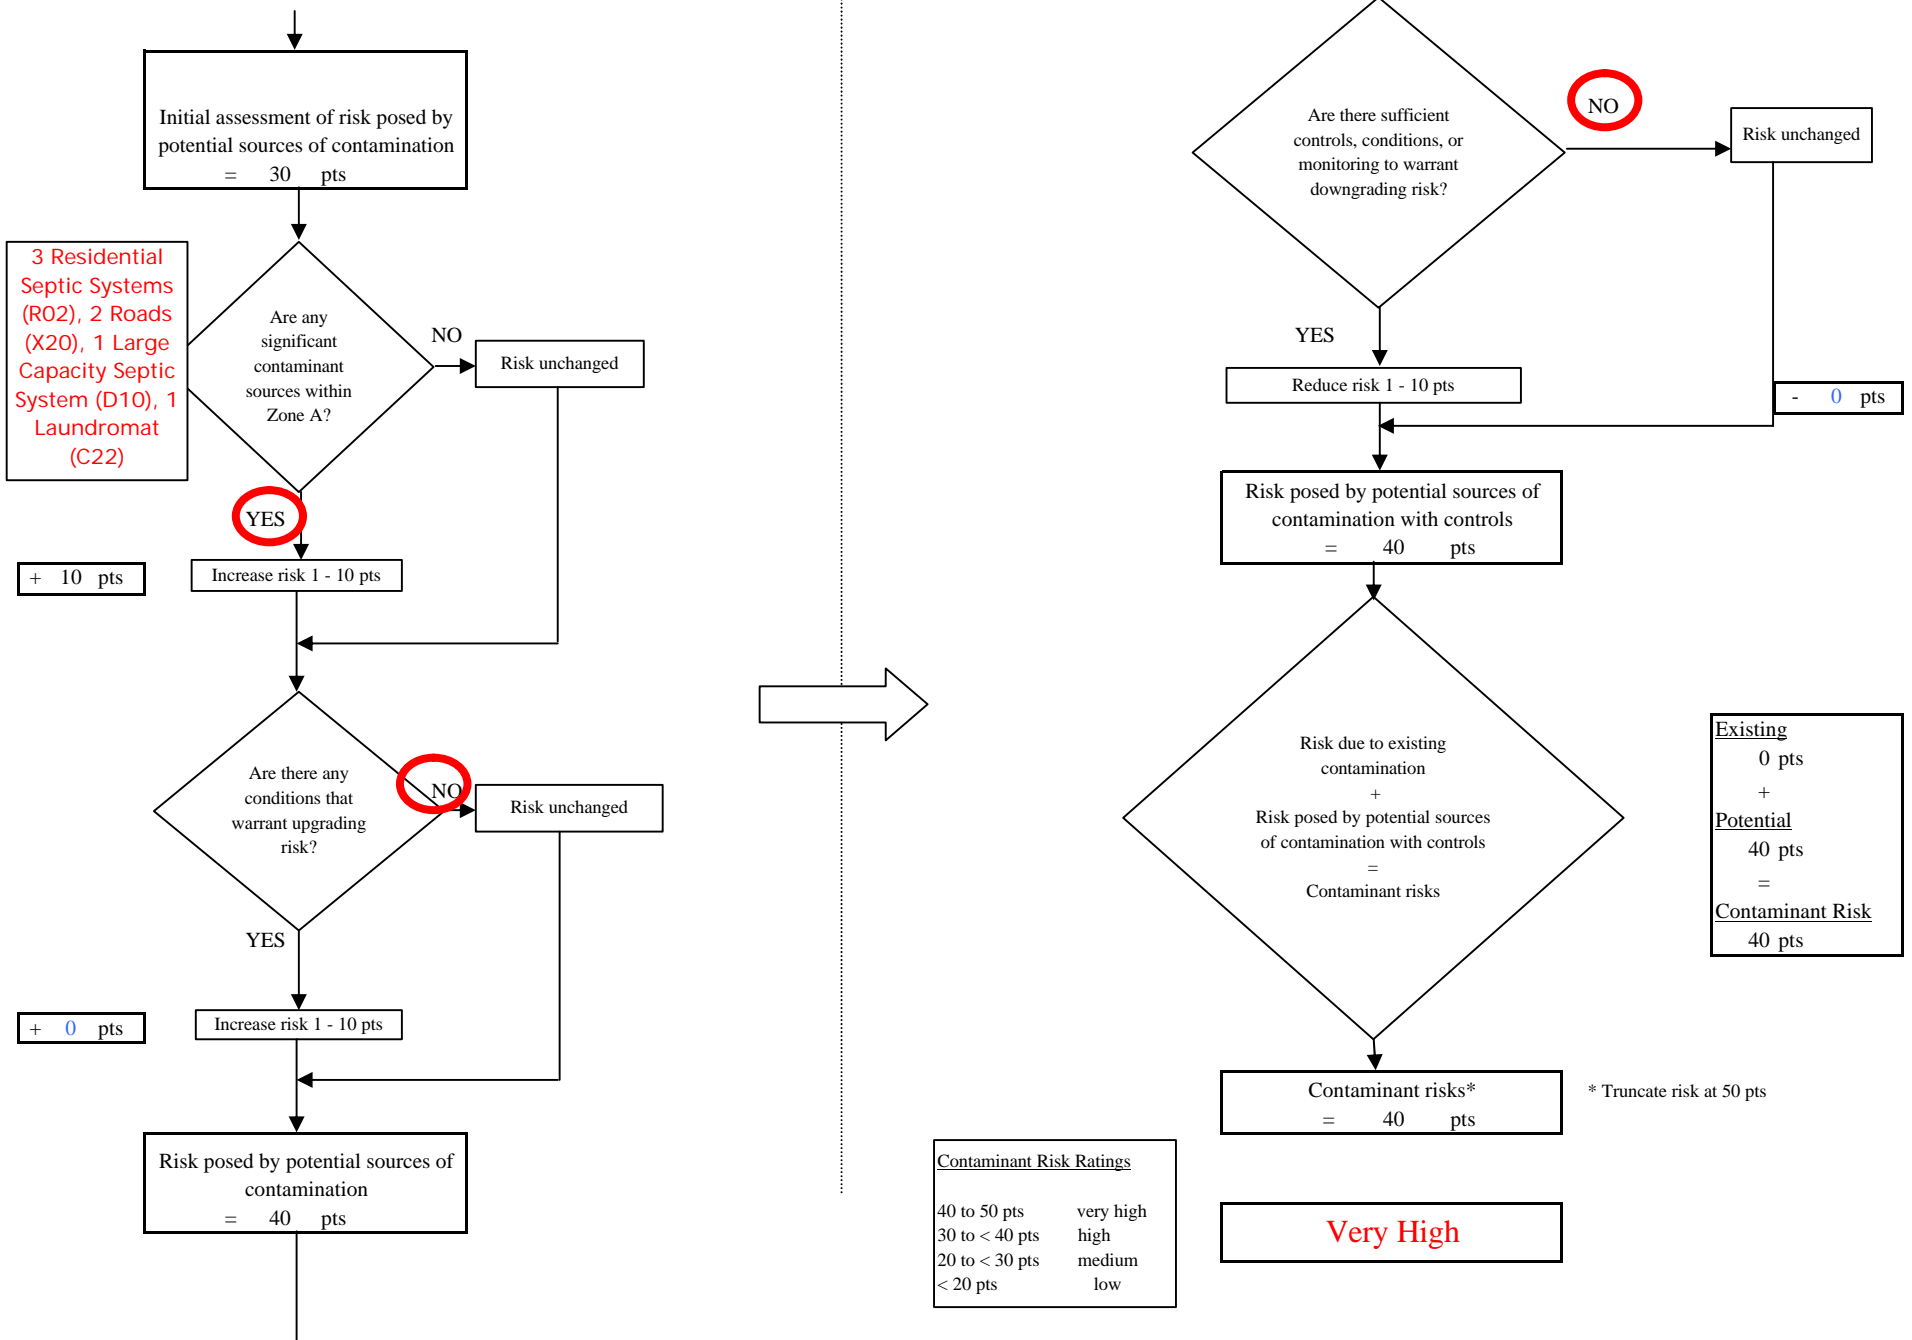 Initial assessment of risk posed by
potential sources of contamination
= 30 pts
3 Residential
Septic Systems
(R02), 2 Roads
(X20), 1 Large
Capacity Septic
System (D10), 1
Laundromat
(C22)
Are any
significant
contaminant
sources within
Zone A?
NO
Risk unchanged
YES
+ 10 pts
Increase risk 1 - 10 pts
Are there any
conditions that
warrant upgrading
risk?
NO
Risk unchanged
YES
+ 0 pts
Increase risk 1 - 10 pts
Risk posed by potential sources of
contamination
= 40 pts
Are there sufficient
controls, conditions, or
monitoring to warrant
downgrading risk?
NO
Risk unchanged
YES
Reduce risk 1 - 10 pts
- 0 pts
Risk posed by potential sources of
contamination with controls
= 40 pts
Risk due to existing
contamination
+
Risk posed by potential sources
of contamination with controls
=
Contaminant risks
Existing
0 pts
+
Potential
40 pts
=
Contaminant Risk
40 pts
Contaminant risks*
= 40 pts
* Truncate risk at 50 pts
Contaminant Risk Ratings
40 to 50 pts very high
30 to < 40 pts high
20 to < 30 pts medium
< 20 pts low
Very High